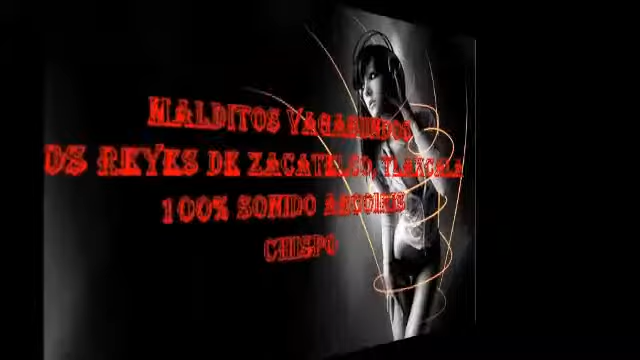 MALDITOS VAGABUNDOS
OS REYES DE ZACATELCO, TLAXCALA
100% SONIDO
CHISPO